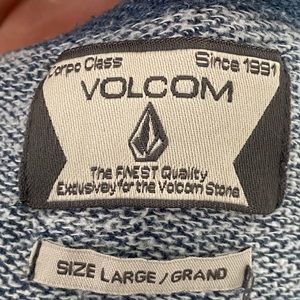 Corpo Class Since 1991
VOLCOM
The FINEST Quality
Exclusively for the Volcom Stone
SIZE LARGE / GRAND